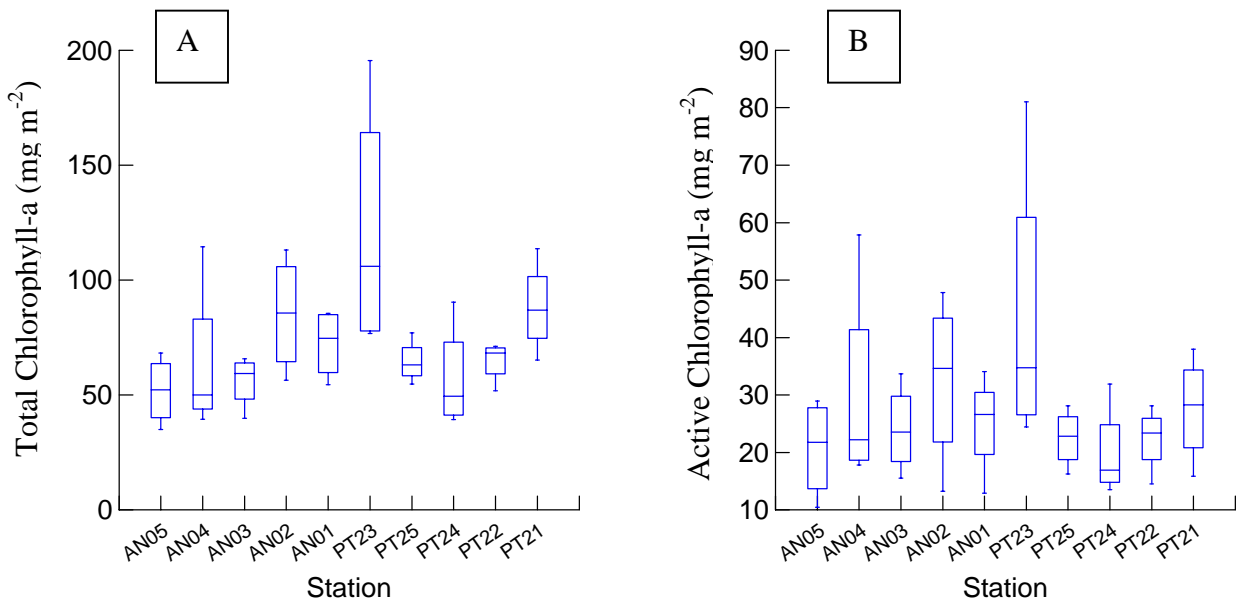 A
Total Chlorophyll-a (mg m-2)
200
150
100
50
0
AN05 AN04 AN03 AN02 AN01 PT23 PT25 PT24 PT22 PT21
Station
B
Active Chlorophyll-a (mg m-2)
90
80
70
60
50
40
30
20
10
AN05 AN04 AN03 AN02 AN01 PT23 PT25 PT24 PT22 PT21
Station